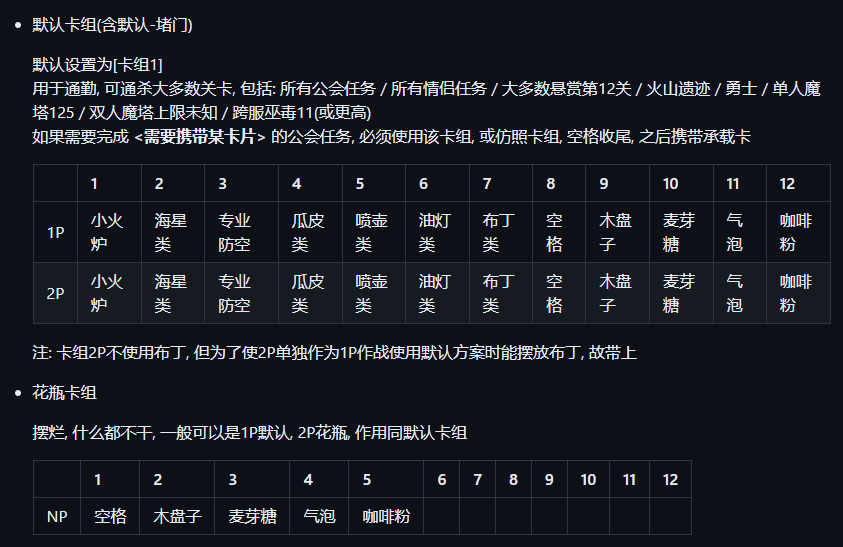 默认卡组(含默认-堵门)
默认设置为[卡组1]
用于通勤, 可通杀大多数关卡, 包括: 所有公会任务 / 所有情侣任务 / 大多数悬赏第12关 / 火山遗迹 / 勇士 / 单人魔
塔125 / 双人魔塔上限未知 / 跨服巫毒11(或更高)
如果需要完成 <需要携带某卡片> 的公会任务, 必须使用该卡组, 或仿照卡组, 空格收尾, 之后携带承载卡
1 2 3 4 5 6 7 8 9 10 11 12
1P 小火炉 海星类 专业防空 瓜皮类 喷壶类 油灯类 布丁类 空格 木盘子 麦芽糖 气泡 咖啡粉
2P 小火炉 海星类 专业防空 瓜皮类 喷壶类 油灯类 布丁类 空格 木盘子 麦芽糖 气泡 咖啡粉
注: 卡组2P不使用布丁, 但为了使2P单独作为1P作战使用默认方案时能摆放布丁, 故带上
花瓶卡组
摆烂, 什么都不干, 一般可以是1P默认, 2P花瓶, 作用同默认卡组
1 2 3 4 5 6 7 8 9 10 11 12
NP 空格 木盘子 麦芽糖 气泡 咖啡粉